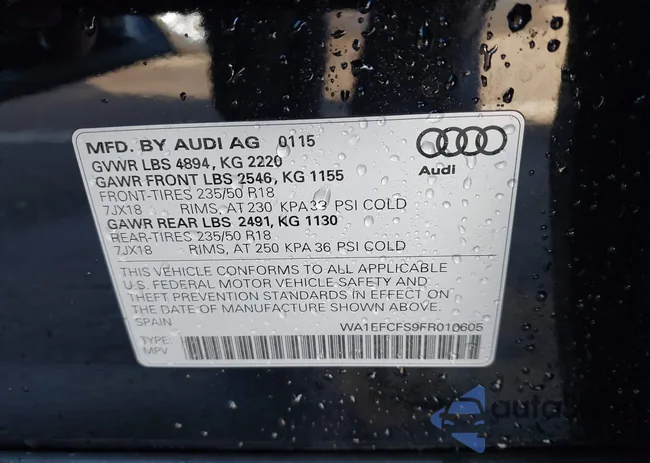 MFD. BY AUDI AG 0115
GVWR LBS 4894, KG 2220
GAWR FRONT LBS 2546, KG 1155
FRONT-TIRES 235/50 R18
7JX18 RIMS, AT 230 KPA 33 PSI COLD
GAWR REAR LBS 2491, KG 1130
REAR-TIRES 235/50 R18
7JX18 RIMS, AT 250 KPA 36 PSI COLD
Audi
THIS VEHICLE CONFORMS TO ALL APPLICABLE
U.S. FEDERAL MOTOR VEHICLE SAFETY AND
THEFT PREVENTION STANDARDS IN EFFECT ON
THE DATE OF MANUFACTURE SHOWN ABOVE.
SPAIN WA1EFCFS9FR010605
TYPE:
MPV